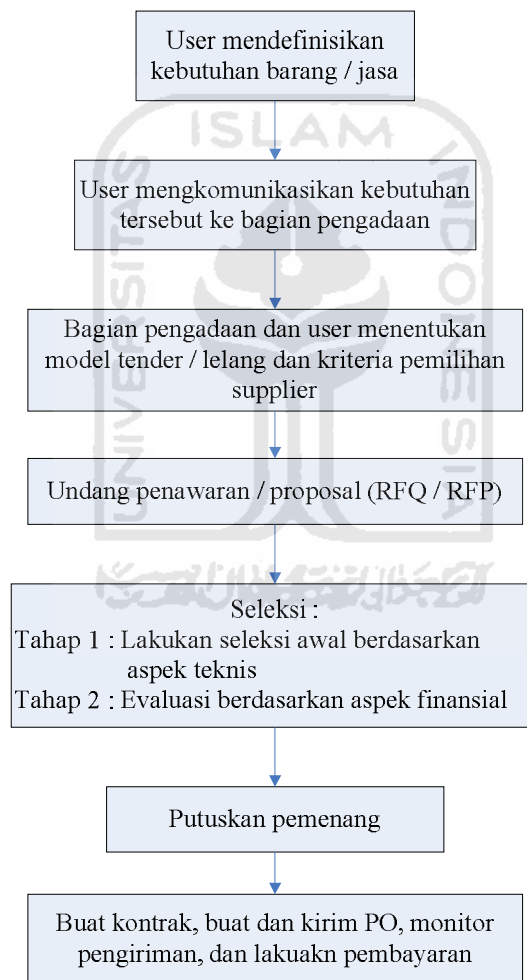 User mendefinisikan
kebutuhan barang / jasa
ISLAM
UNIVERSITAS
INDONESIA
User mengkomunikasikan kebutuhan
tersebut ke bagian pengadaan
Bagian pengadaan dan user menentukan
model tender / lelang dan kriteria pemilihan
supplier
Undang penawaran / proposal (RFQ / RFP)
Seleksi :
Tahap 1 : Lakukan seleksi awal berdasarkan
aspek teknis
Tahap 2 : Evaluasi berdasarkan aspek finansial
Putuskan pemenang
Buat kontrak, buat dan kirim PO, monitor
pengiriman, dan lakuakn pembayaran